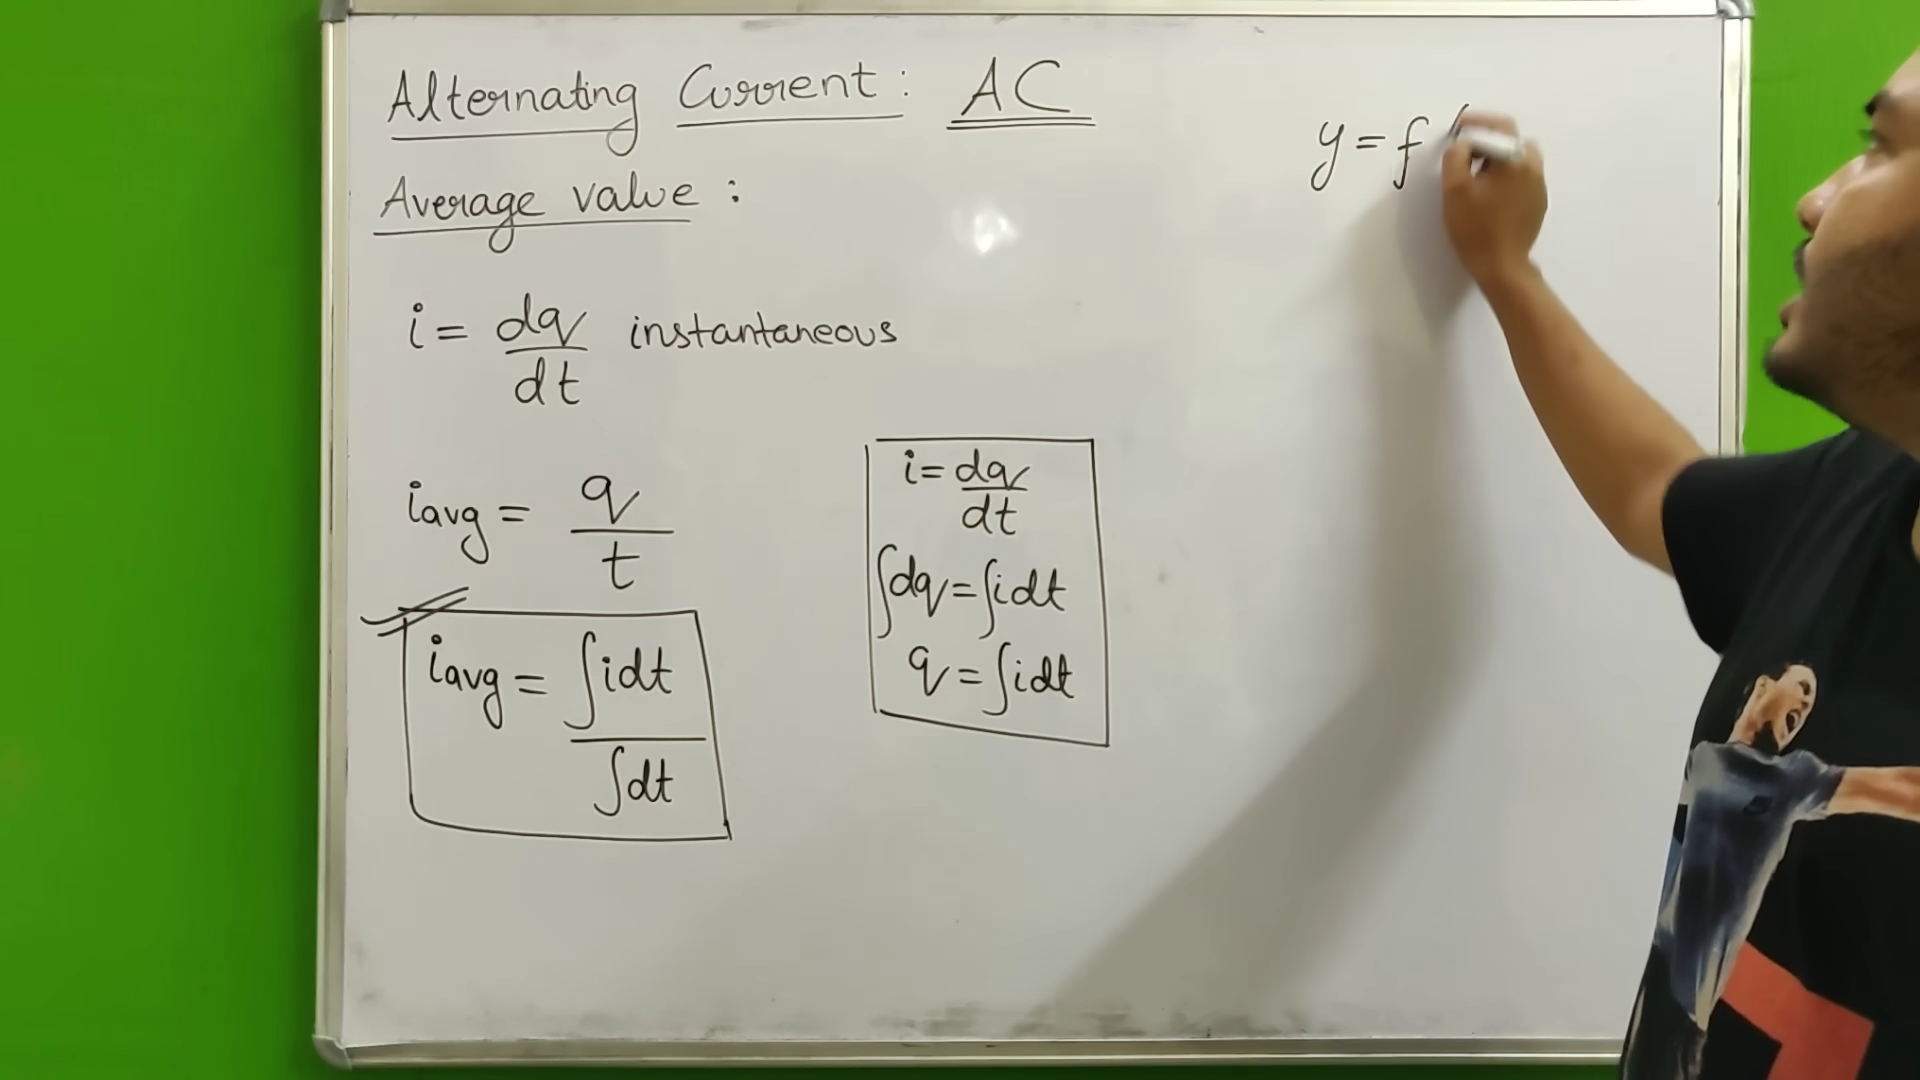 Alternating Current: AC
Average value:
i = dq/dt instantaneous
iavg = q/t
iavg = ∫idt/∫dt
i = dq/dt
∫dq = ∫idt
q = ∫idt
y = f(